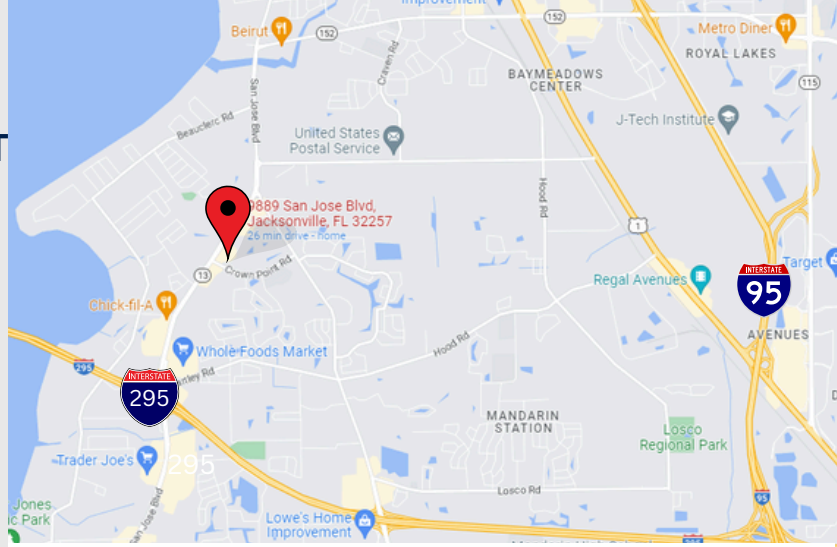 Improvement
152
Beirut
152
Metro Diner
ROYAL LAKES
Craven Rd
BAYMEADOWS
CENTER
115
San Jose Blvd
J-Tech Institute
Beauclerc Rd
United States
Postal Service
Hood Rd
9889 San Jose Blvd,
Jacksonville, FL 32257
26 min drive - home
1
13
Crown Point Rd
Target
Regal Avenues
INTERSTATE
95
Chick-fil-A
AVENUES
Hood Rd
Whole Foods Market
295
INTERSTATE
295
MANDARIN
STATION
Losco
Regional Park
Trader Joe's
295
Losco Rd
95
Jones
San Jose Blvd
Lowe's Home
Improvement
295